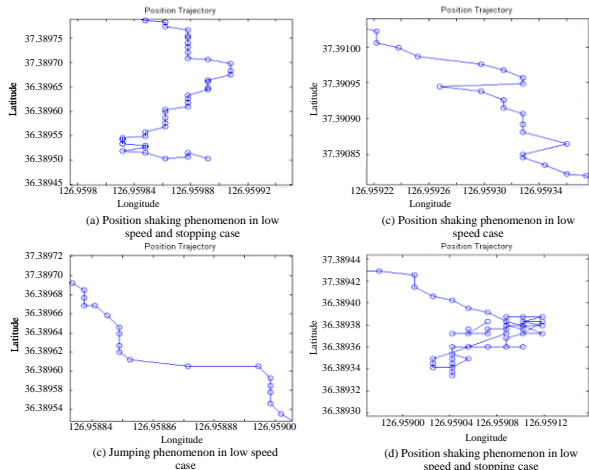 Position Trajectory
37.38975
37.38970
36.38965
36.38960
36.38955
36.38950
36.38945
Latitude
126.9598 126.95984 126.95988 126.95992
Longitude
(a) Position shaking phenomenon in low
speed and stopping case
Position Trajectory
37.39100
37.39095
37.39090
37.39085
Latitude
126.95922 126.95926 126.95930 126.95934
Longitude
(c) Position shaking phenomenon in low
speed case
Position Trajectory
37.38972
37.38970
36.38968
36.38966
36.38964
36.38962
36.38960
36.38958
36.38956
36.38954
Latitude
126.95884 126.95886 126.95888 126.95900
Longitude
(c) Jumping phenomenon in low speed
case
Position Trajectory
37.38944
37.38942
36.38940
36.38938
36.38936
36.38934
36.38932
36.38930
Latitude
126.95900 126.95904 126.95908 126.95912
Longitude
(d) Position shaking phenomenon in low
speed and stopping case